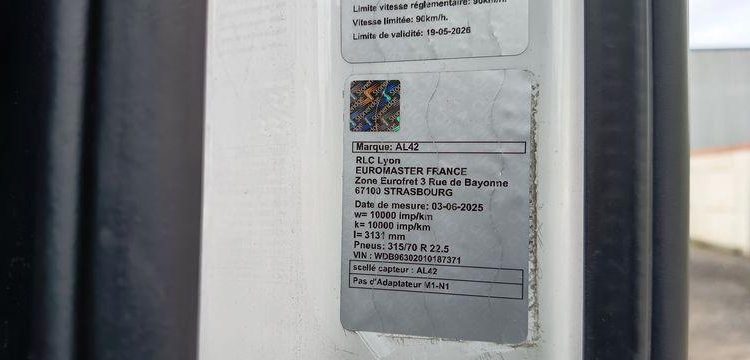 Limite vitesse réglementaire: 90km/h.
Vitesse limitée: 90km/h.
Limite de validité: 19-05-2026
Marque: AL42
RLC Lyon
EUROMASTER FRANCE
Zone Eurofret 3 Rue de Bayonne
67100 STRASBOURG
Date de mesure: 03-06-2025
w= 10000 imp/km
k= 10000 imp/km
l= 3131 mm
Pneus: 315/70 R 22.5
VIN : WDB96302010187371
scellé capteur : AL42
Pas d'Adaptateur M1-N1